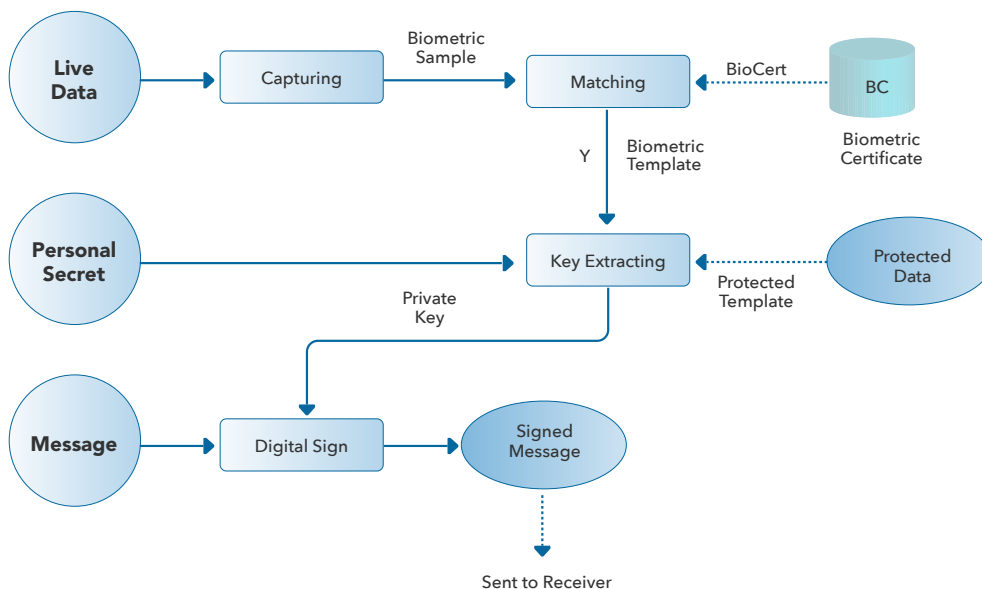 Live
Data
Capturing
Biometric
Sample
Matching
BioCert
BC
Biometric
Certificate
Y
Biometric
Template
Personal
Secret
Key Extracting
Protected
Template
Protected
Data
Private
Key
Message
Digital Sign
Signed
Message
Sent to Receiver